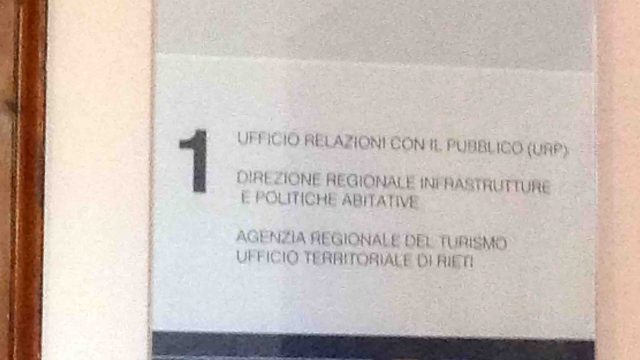 1
UFFICIO RELAZIONI CON IL PUBBLICO (URP)
DIREZIONE REGIONALE INFRASTRUTTURE
E POLITICHE ABITATIVE
AGENZIA REGIONALE DEL TURISMO
UFFICIO TERRITORIALE DI RIETI